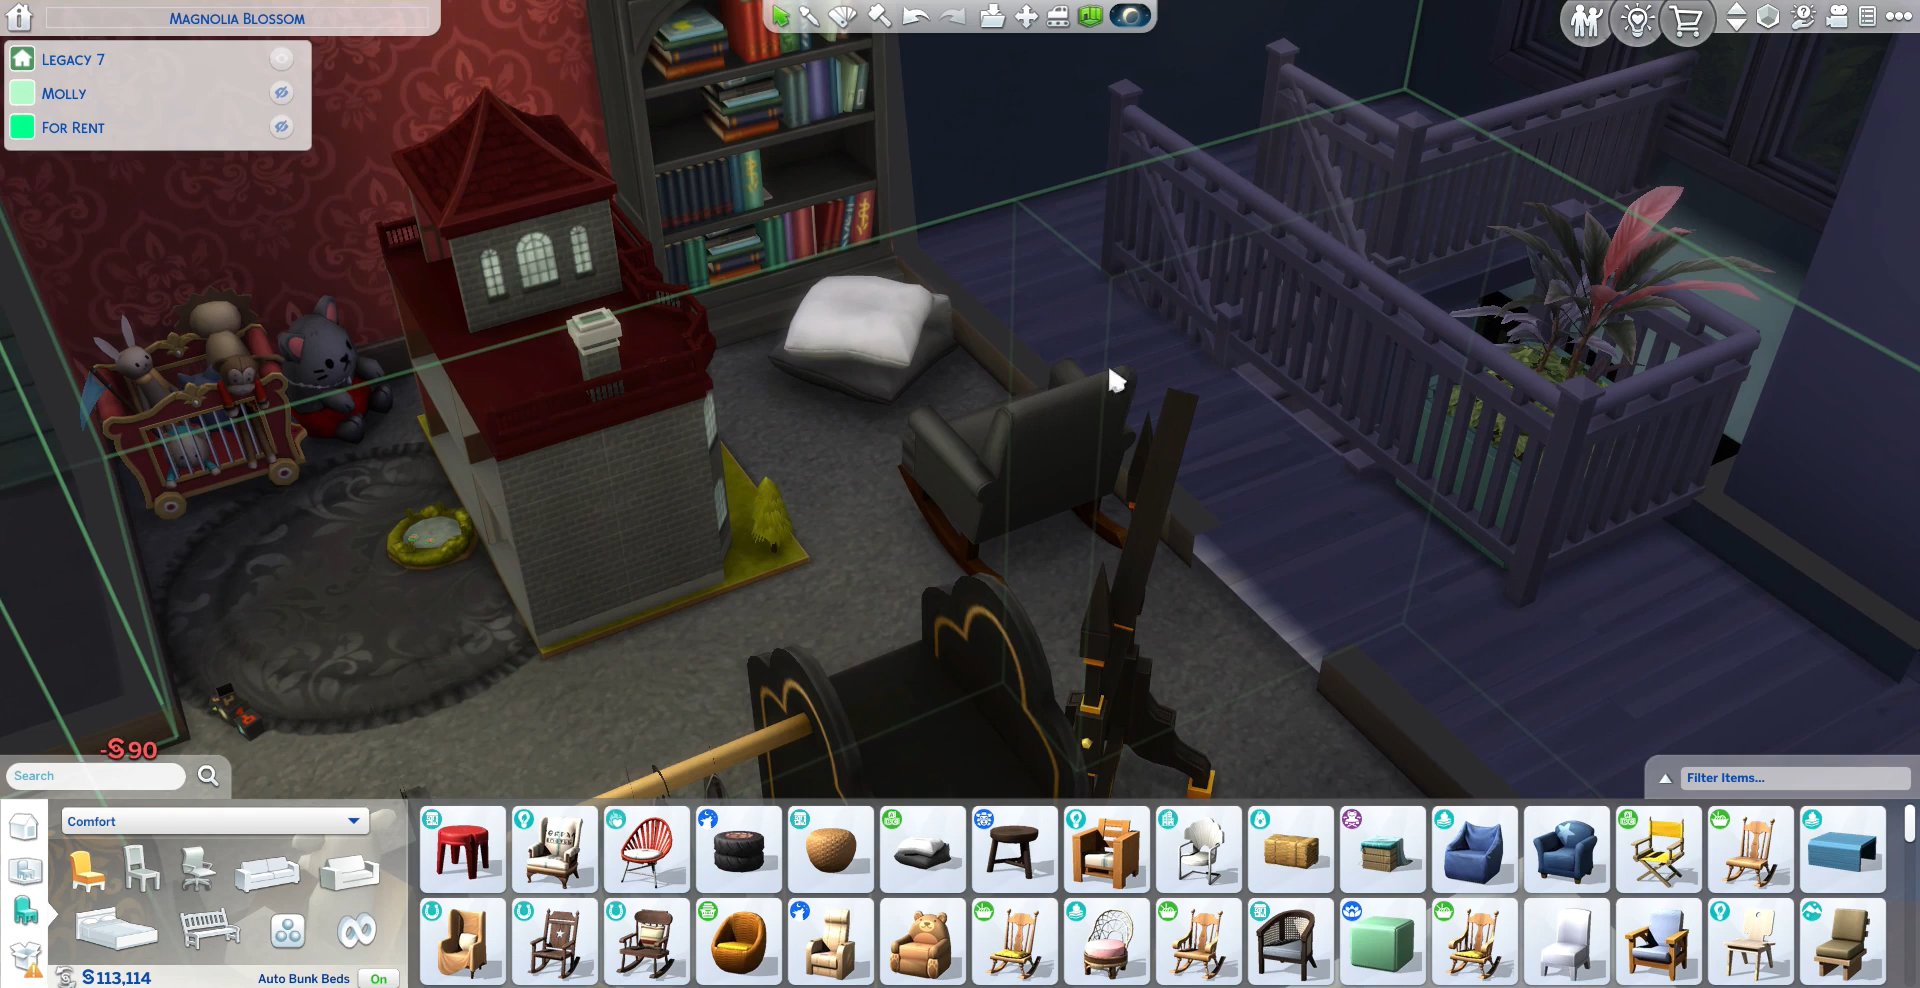 Magnolia Blossom
Legacy 7
Molly
For Rent
-§90
Search
Filter Items...
Comfort
§113,114
Auto Bunk Beds On